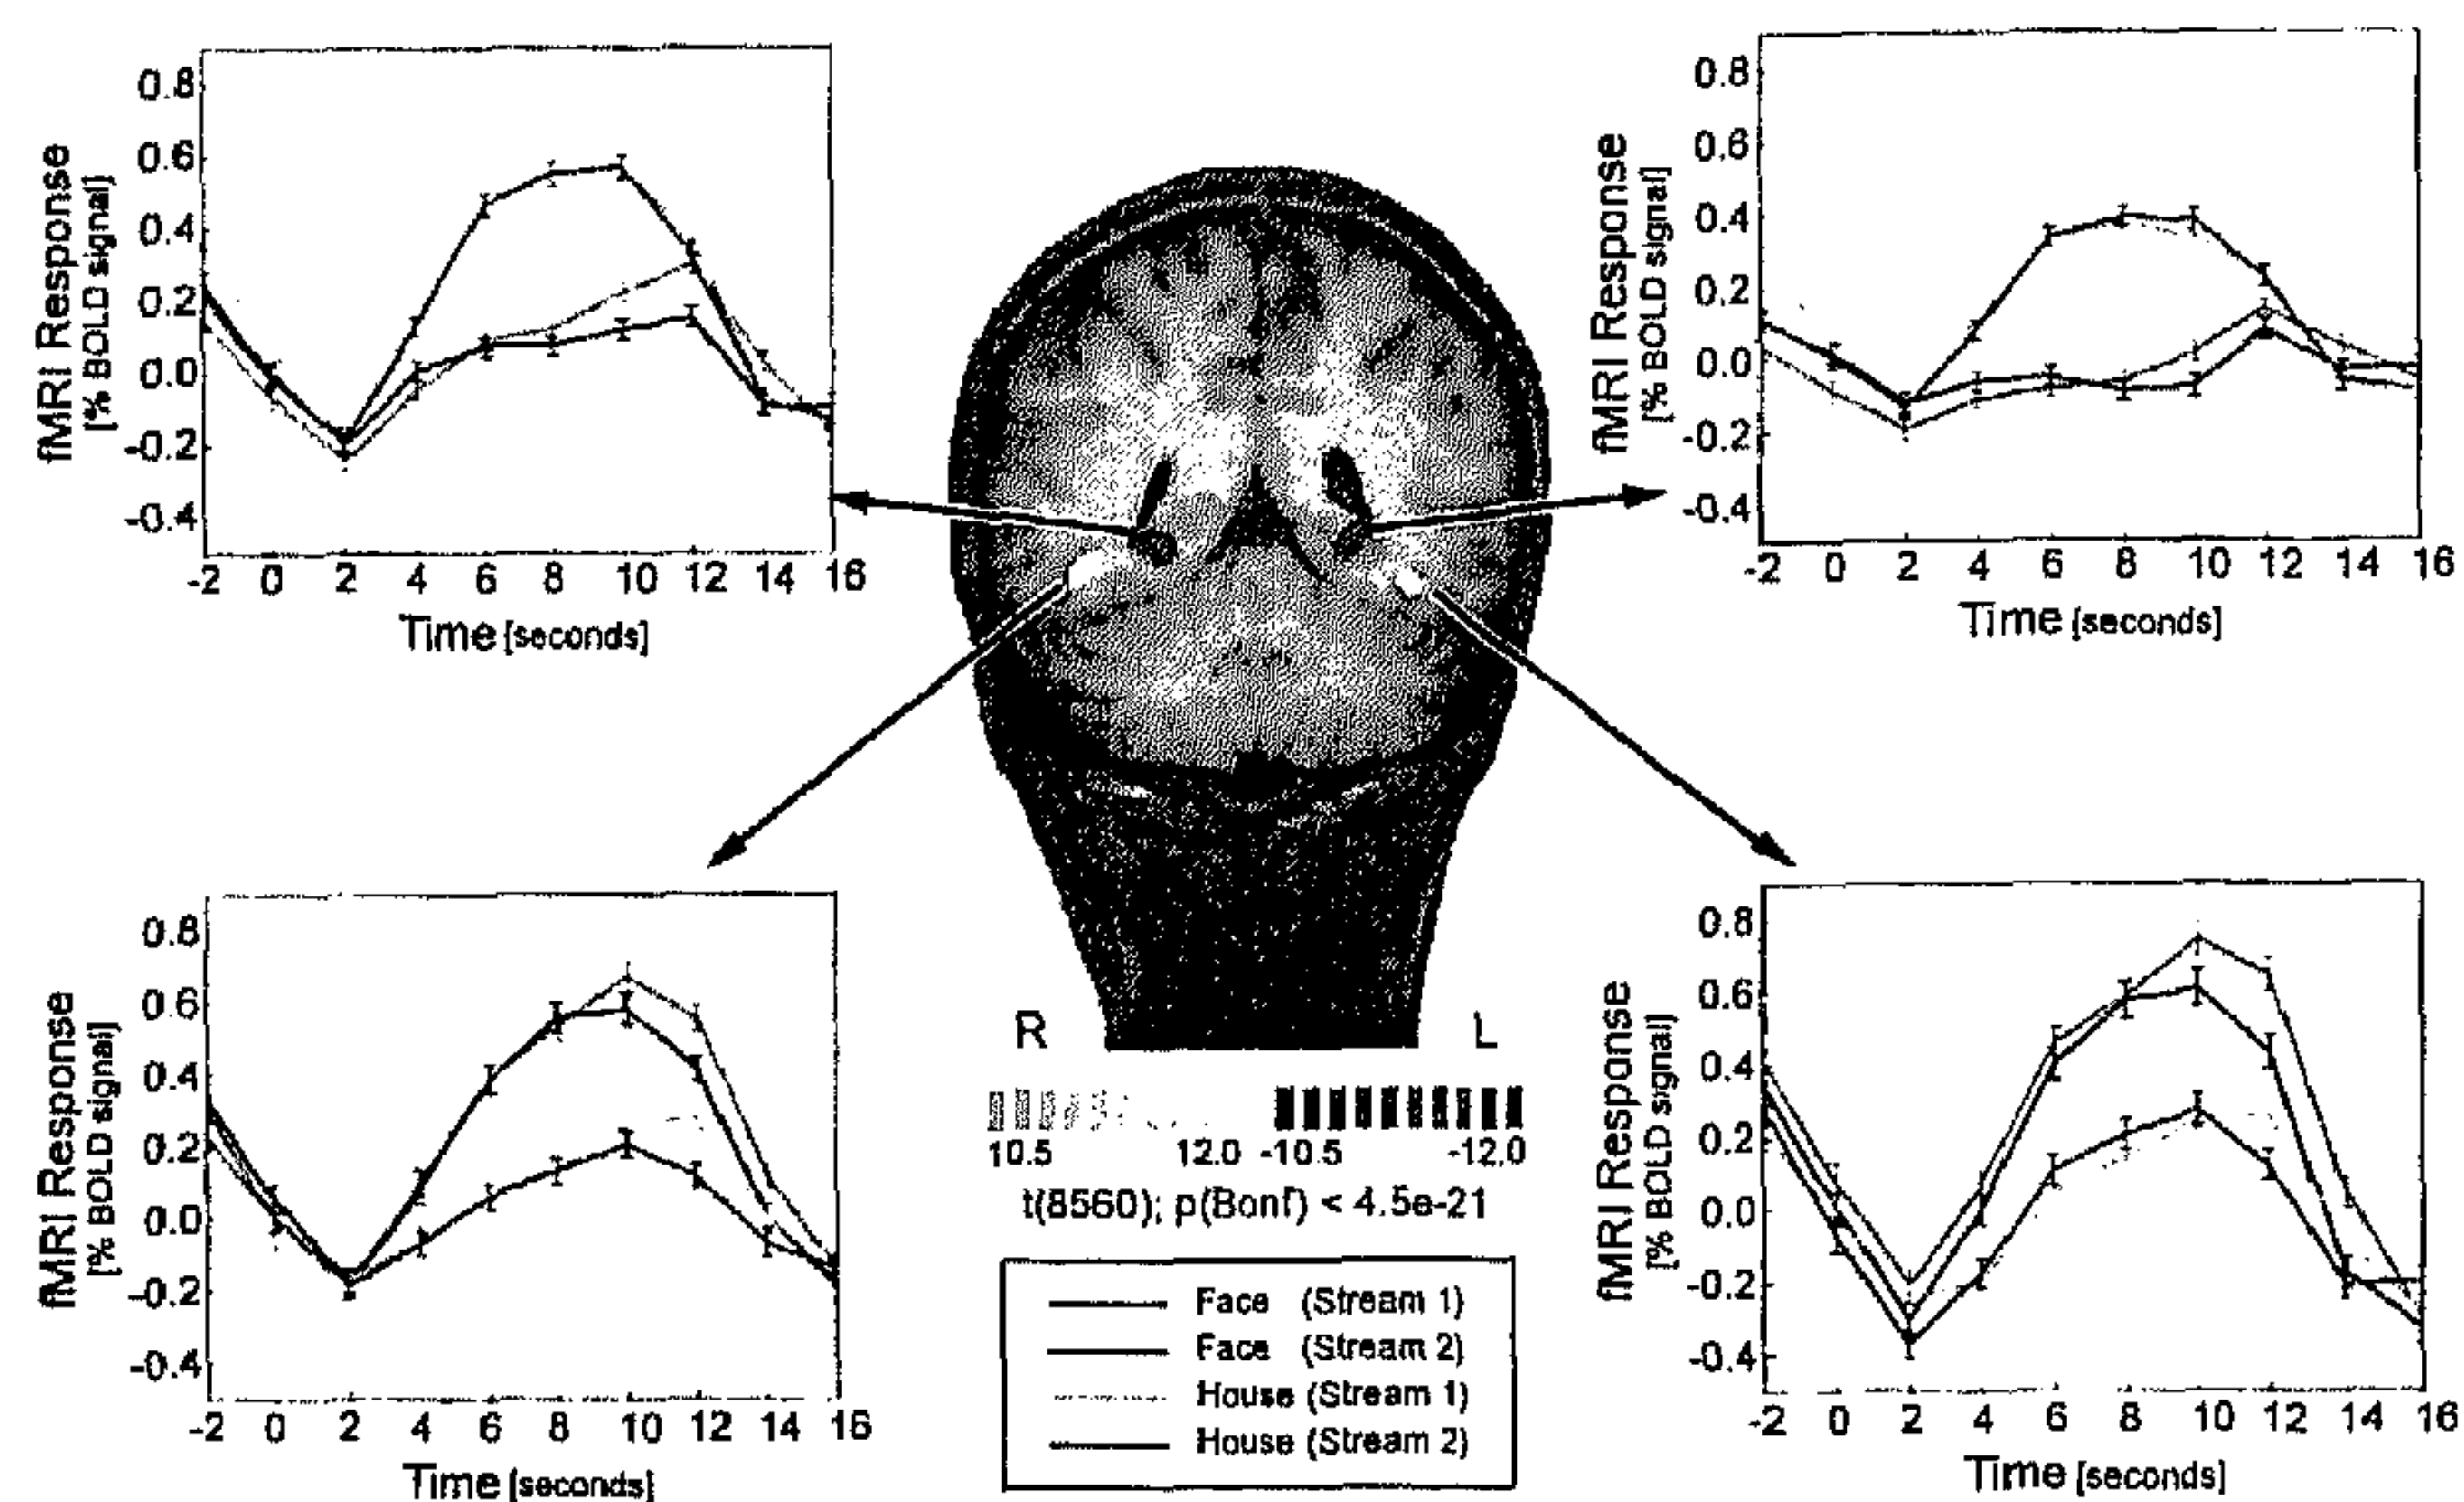 fMRI Response
[% BOLD signal]
0.8
0.6
0.4
0.2
0.0
-0.2
-0.4
-2 0 2 4 6 8 10 12 14 16
Time [seconds]
fMRI Response
[% BOLD signal]
0.8
0.6
0.4
0.2
0.0
-0.2
-0.4
-2 0 2 4 6 8 10 12 14 16
Time [seconds]
fMRI Response
[% BOLD signal]
0.8
0.6
0.4
0.2
0.0
-0.2
-0.4
-2 0 2 4 6 8 10 12 14 16
Time [seconds]
R L
10.5 12.0 -10.5 -12.0
t(8560); p(Bonf) < 4.5e-21
Face (Stream 1)
Face (Stream 2)
House (Stream 1)
House (Stream 2)
fMRI Response
[% BOLD signal]
0.8
0.6
0.4
0.2
0.0
-0.2
-0.4
-2 0 2 4 6 8 10 12 14 16
Time [seconds]